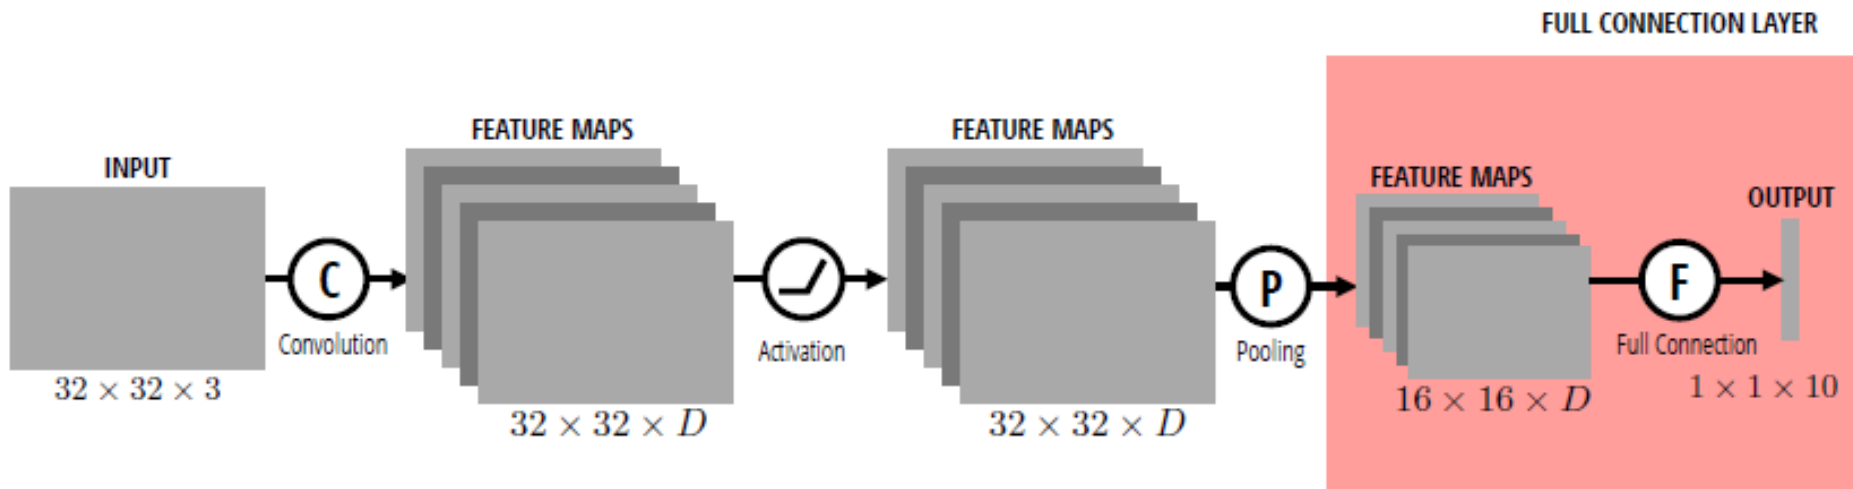 FULL CONNECTION LAYER
FEATURE MAPS
FEATURE MAPS
INPUT
FEATURE MAPS
OUTPUT
C
P
F
Convolution
Activation
Pooling
Full Connection
32 × 32 × 3
32 × 32 × D
32 × 32 × D
16 × 16 × D
1 × 1 × 10